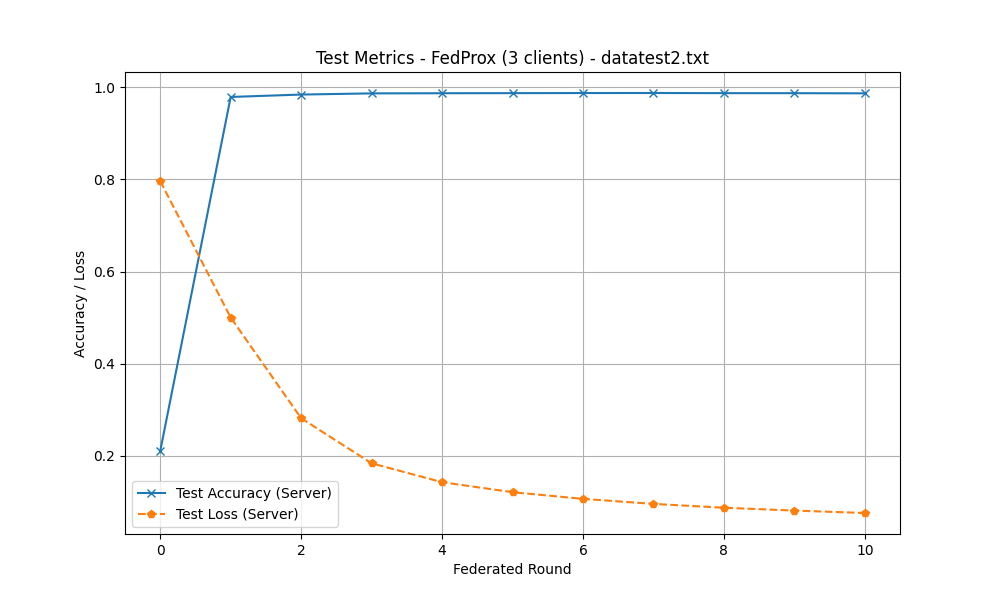 Test Metrics - FedProx (3 clients) - datatest2.txt
Accuracy / Loss
1.0
0.8
0.6
0.4
0.2
Test Accuracy (Server)
Test Loss (Server)
0 2 4 6 8 10
Federated Round